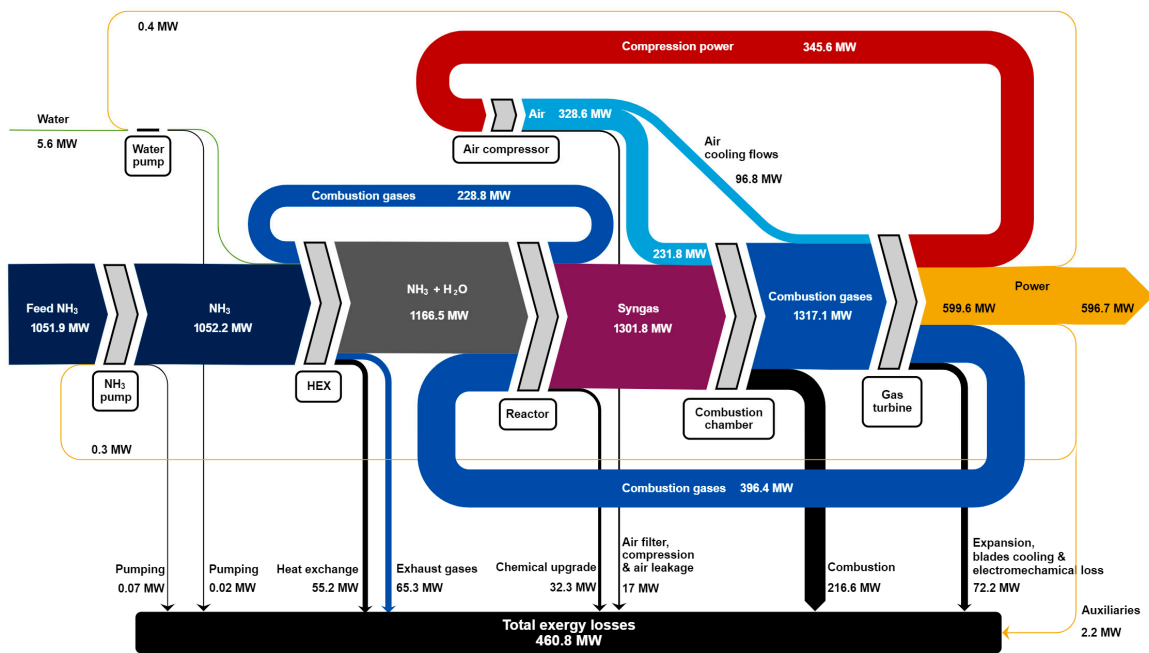 0.4 MW
Compression power 345.6 MW
Water
5.6 MW
Water
pump
Air 328.6 MW
Air compressor
Air
cooling flows
96.8 MW
Combustion gases 228.8 MW
231.8 MW
Feed NH₃
1051.9 MW
NH₃
1052.2 MW
NH₃ + H₂O
1166.5 MW
Syngas
1301.8 MW
Combustion gases
1317.1 MW
Power
599.6 MW 596.7 MW
NH₃
pump
HEX
Reactor
Combustion
chamber
Gas
turbine
0.3 MW
Combustion gases 396.4 MW
Pumping
0.07 MW
Pumping
0.02 MW
Heat exchange
55.2 MW
Exhaust gases
65.3 MW
Chemical upgrade
32.3 MW
Air filter,
compression
& air leakage
17 MW
Combustion
216.6 MW
Expansion,
blades cooling &
electromechamical loss
72.2 MW
Auxiliaries
2.2 MW
Total exergy losses
460.8 MW